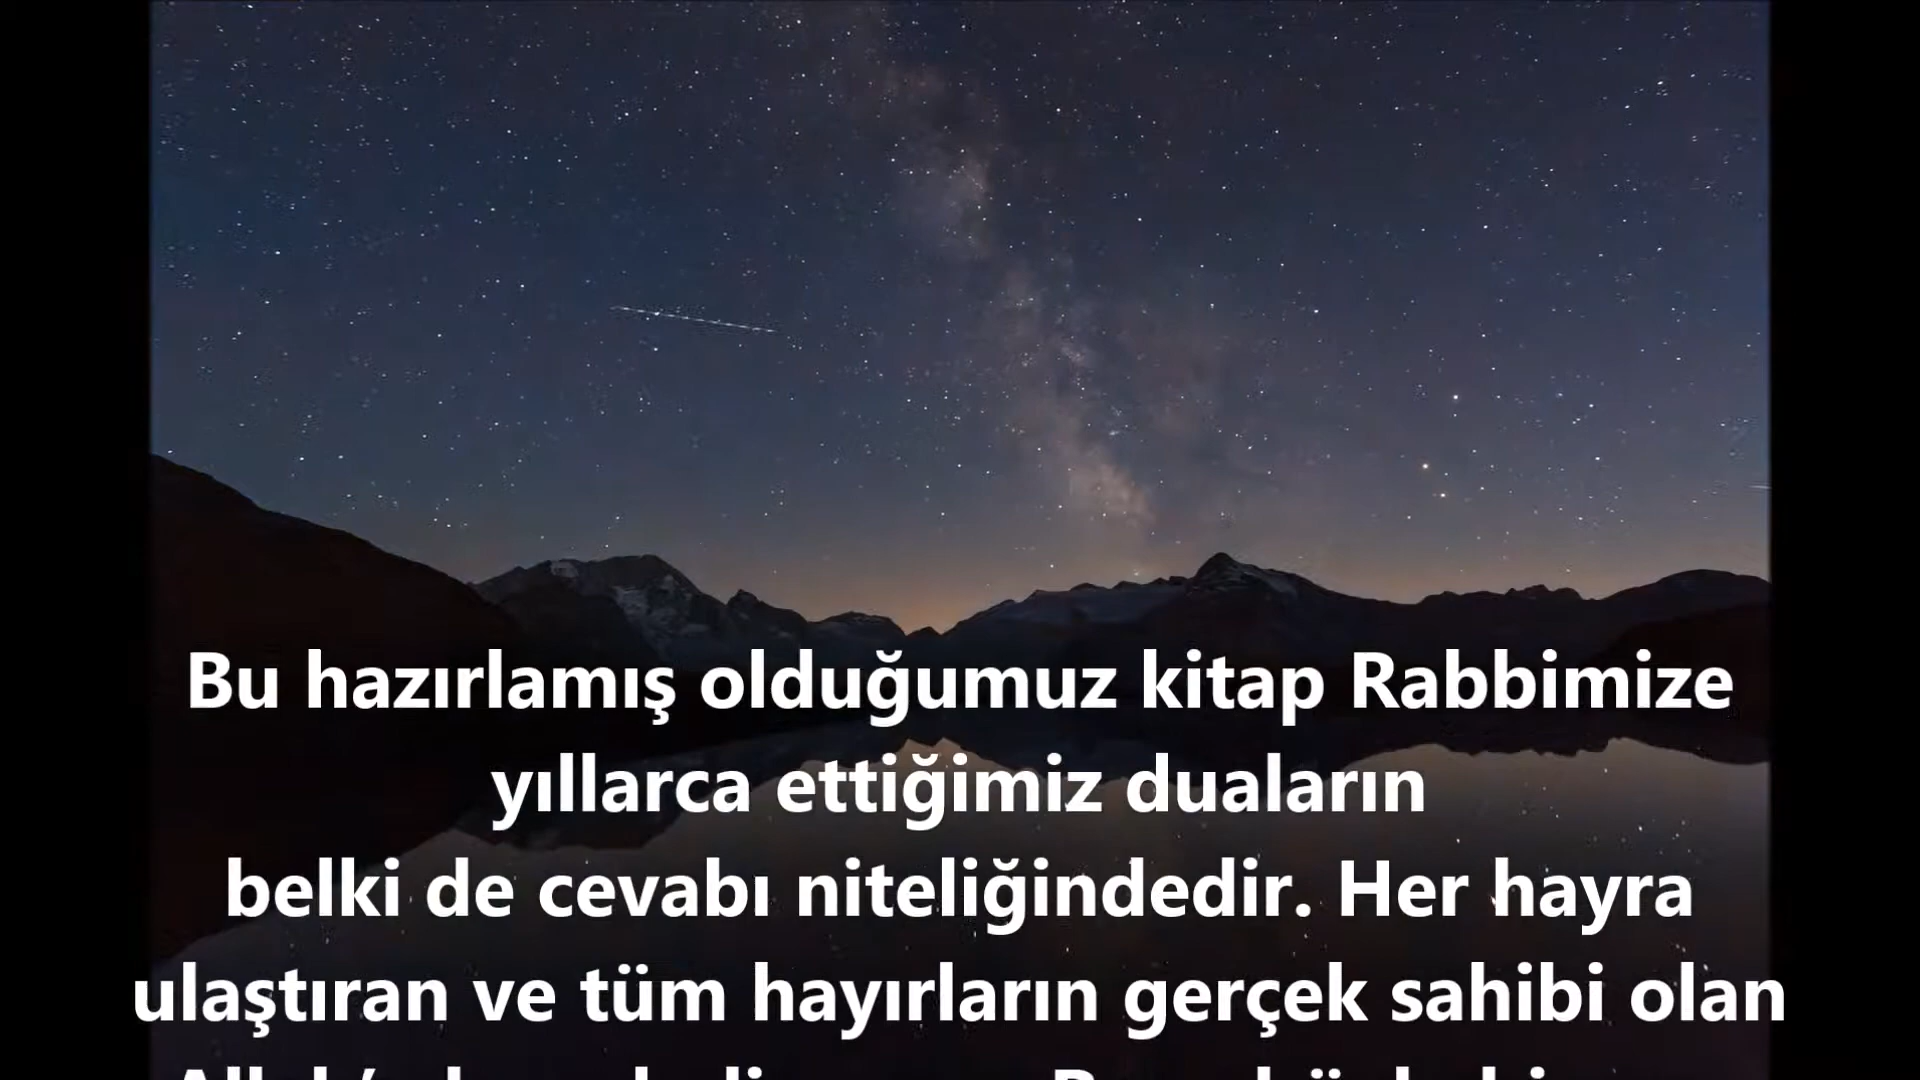 Bu hazırlamış olduğumuz kitap Rabbimize
yıllarca ettiğimiz duaların
belki de cevabı niteliğindedir. Her hayra
ulaştıran ve tüm hayırların gerçek sahibi olan